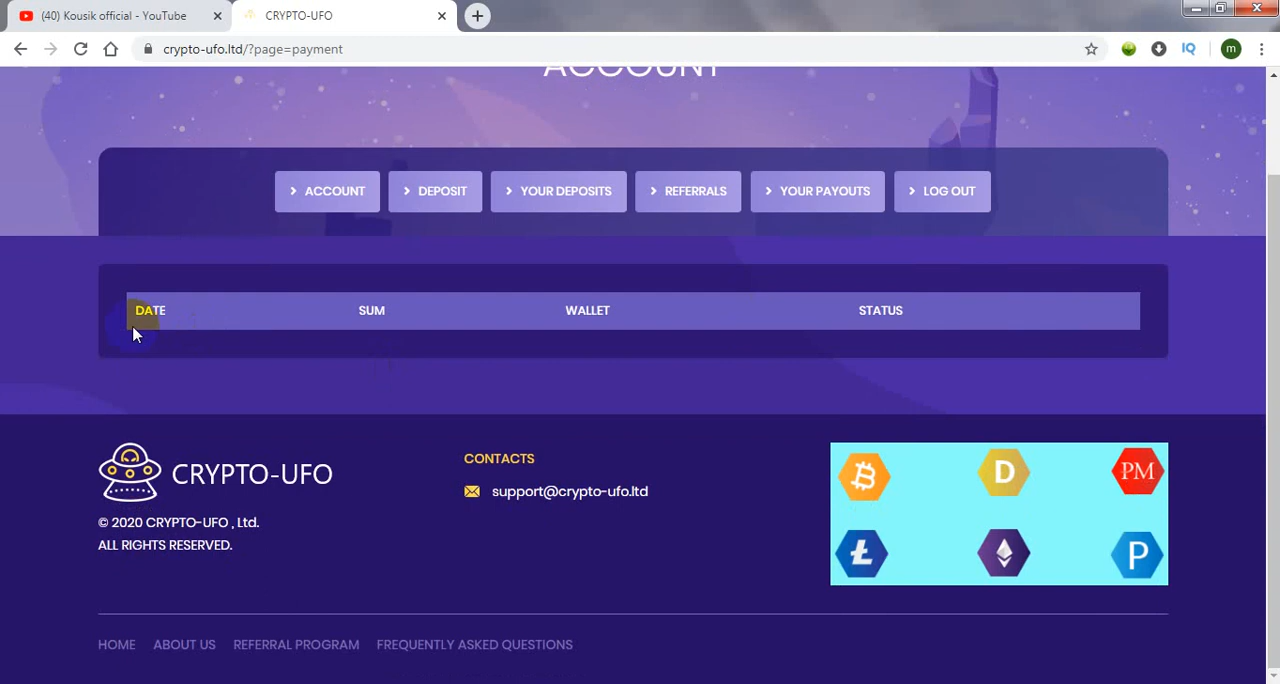 (40) Kousik official - YouTube
CRYPTO-UFO
crypto-ufo.ltd/?page=payment
IQ
m
ACCOUNT
ACCOUNT
DEPOSIT
YOUR DEPOSITS
REFERRALS
YOUR PAYOUTS
LOG OUT
DATE
SUM
WALLET
STATUS
CRYPTO-UFO
© 2020 CRYPTO-UFO , Ltd.
ALL RIGHTS RESERVED.
CONTACTS
support@crypto-ufo.ltd
D
PM
P
HOME
ABOUT US
REFERRAL PROGRAM
FREQUENTLY ASKED QUESTIONS